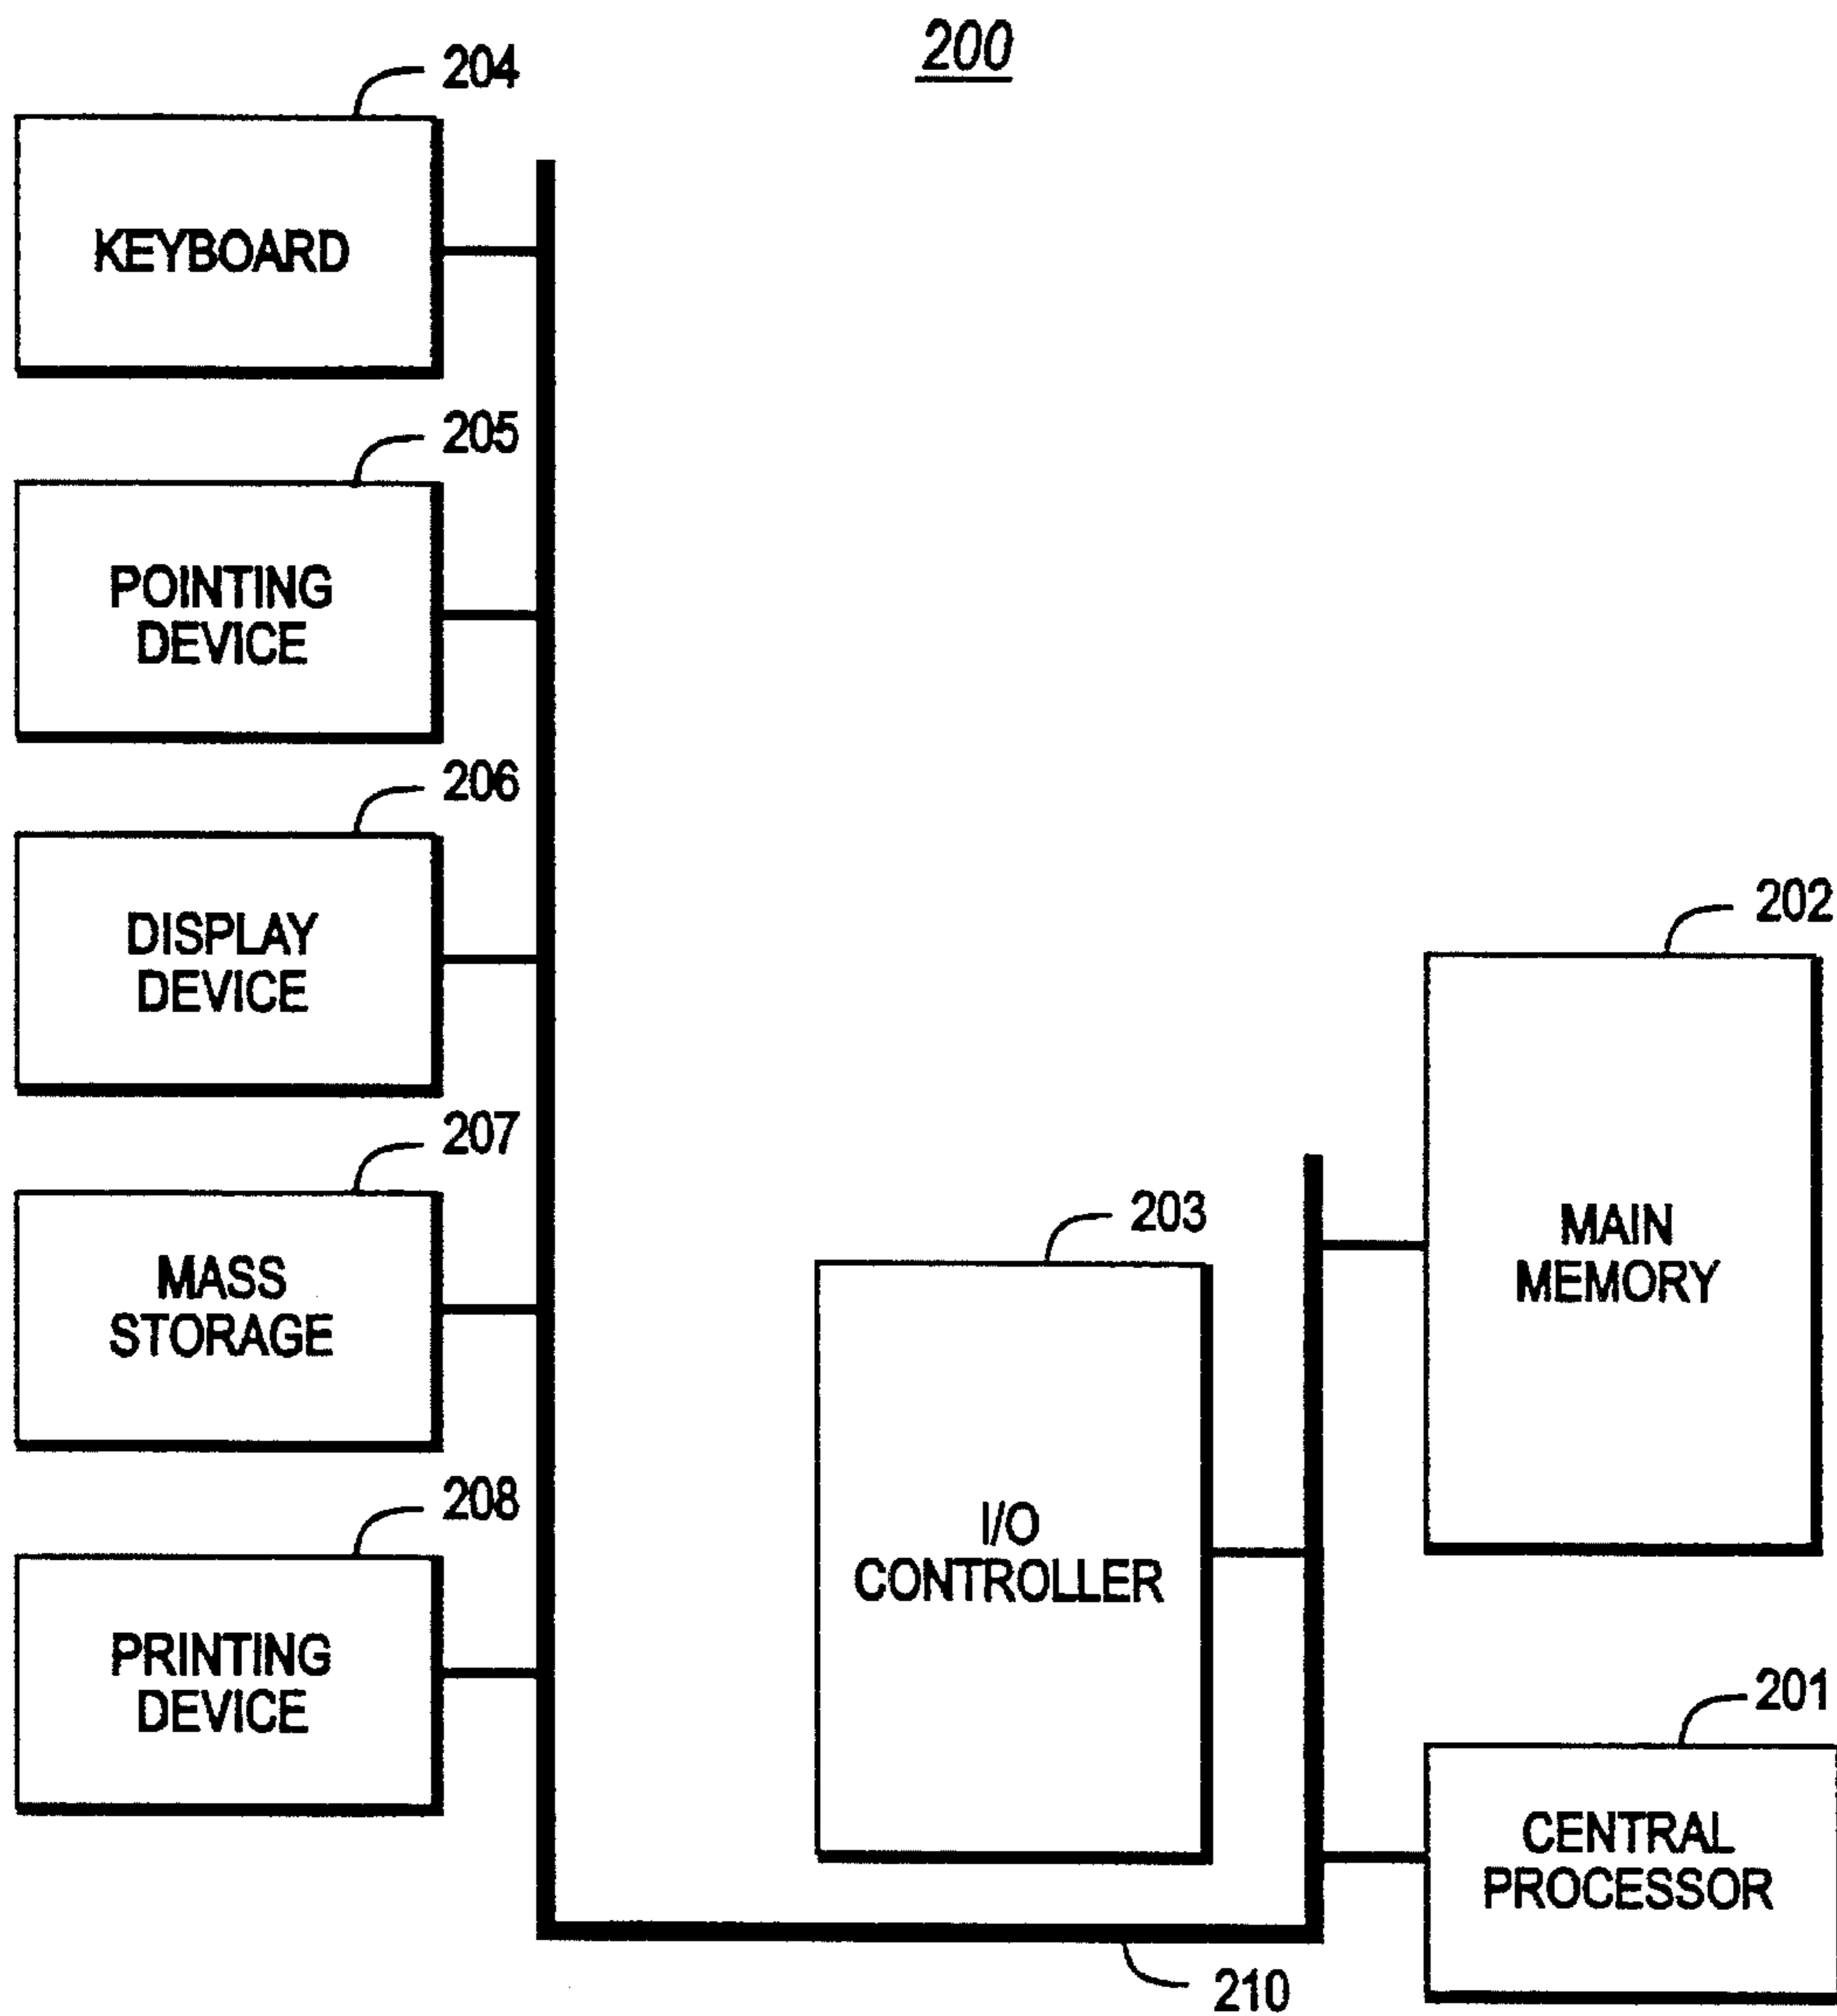 200
204
KEYBOARD
205
POINTING
DEVICE
206
DISPLAY
DEVICE
207
MASS
STORAGE
208
PRINTING
DEVICE
203
I/O
CONTROLLER
202
MAIN
MEMORY
201
CENTRAL
PROCESSOR
210